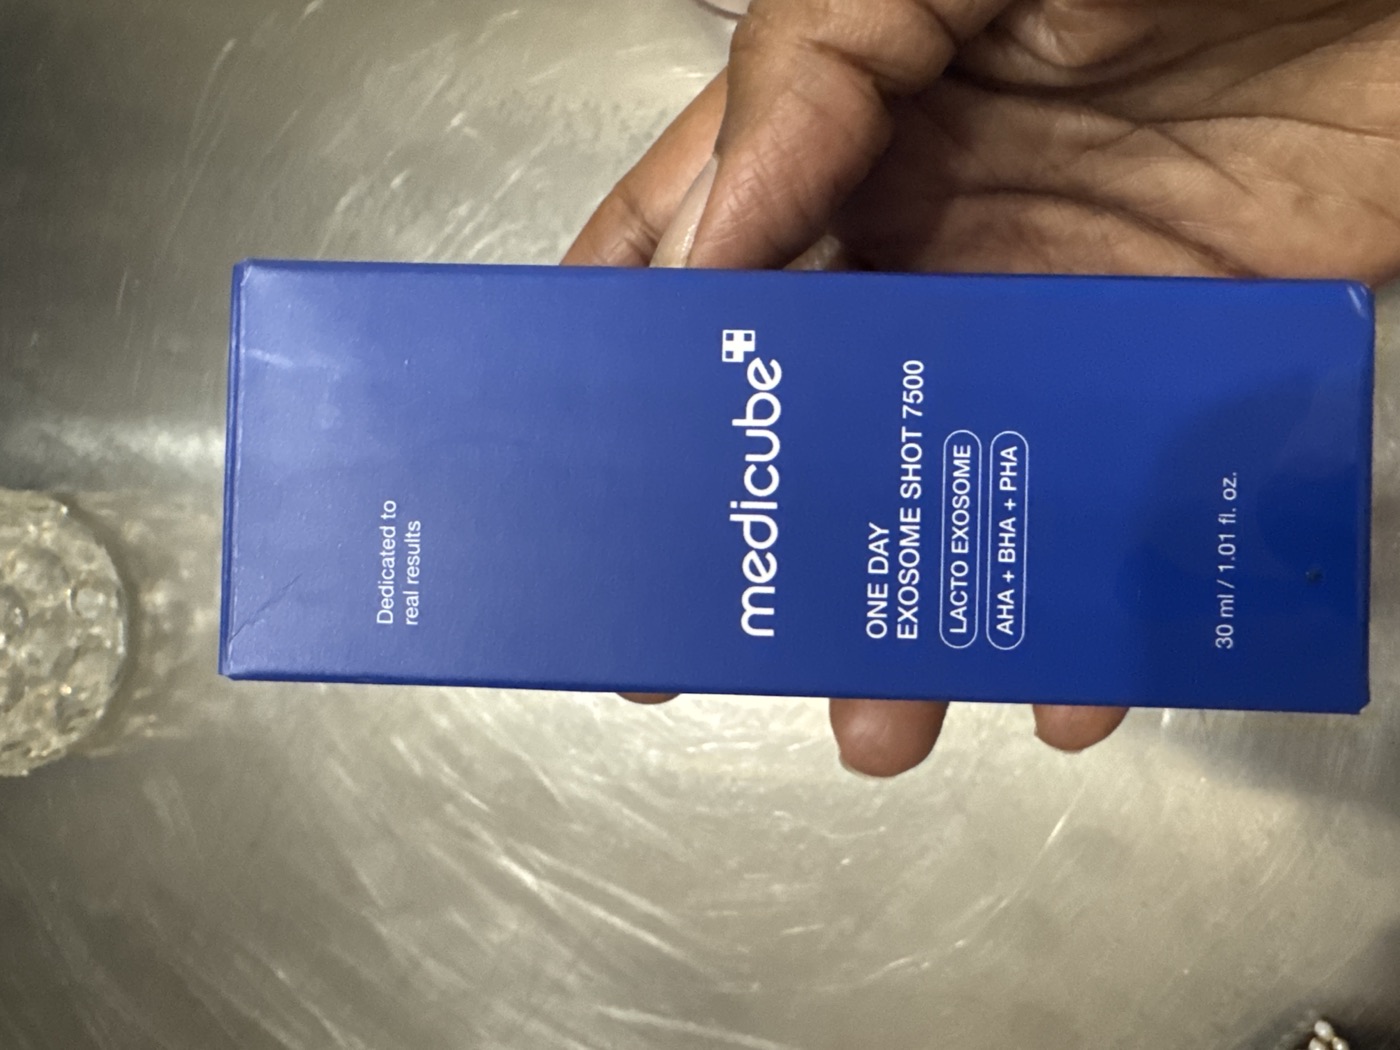 Dedicated to
real results
medicube
ONE DAY
EXOSOME SHOT 7500
LACTO EXOSOME
AHA + BHA + PHA
30 ml / 1.01 fl. oz.